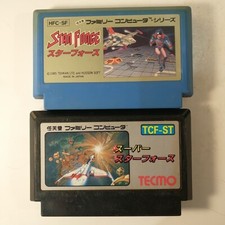 HFC-SF
ファミリー コンピュータ シリーズ
STAR FORCE
スターフォース
任天堂 ファミリー コンピュータ
TCF-ST
スーパー
スターフォース
TECMO